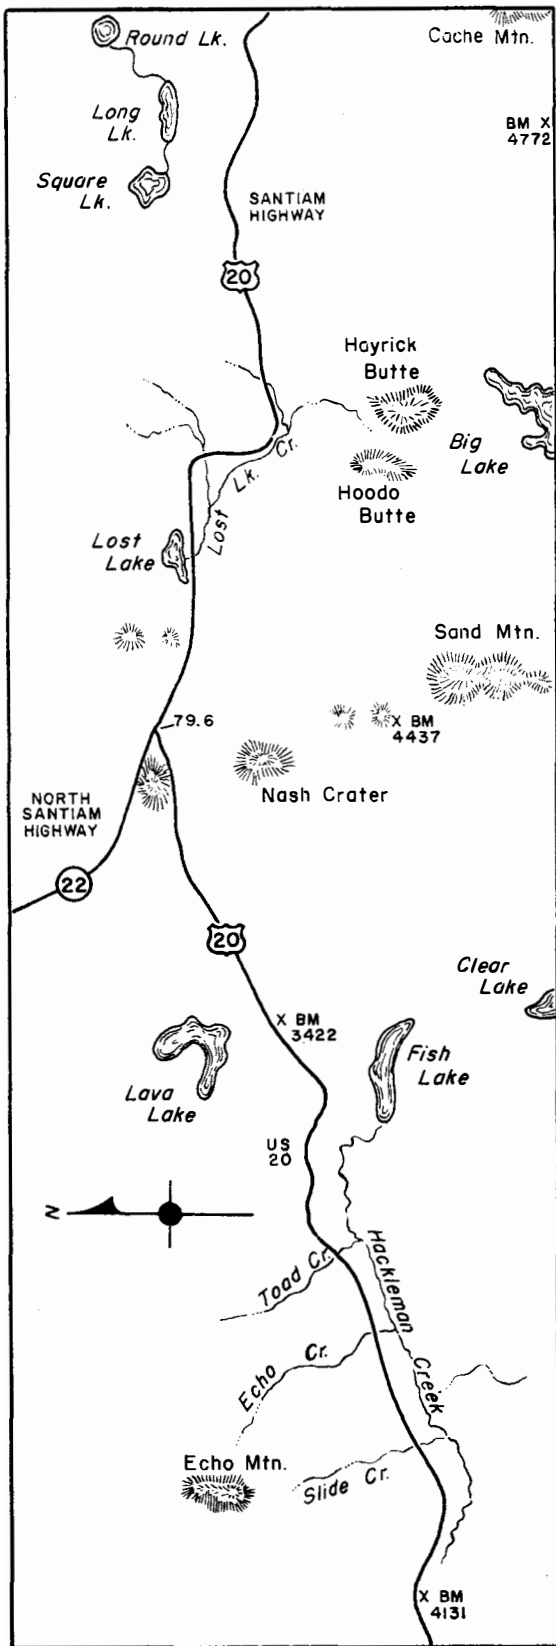 Round Lk.
Cache Mtn.
Long
Lk.
BM X
4772
Square
Lk.
SANTIAM
HIGHWAY
20
Hayrick
Butte
Big
Lake
Lost Lk. Cr.
Hoodo
Butte
Lost
Lake
Sand Mtn.
79.6
X BM
4437
Nash Crater
NORTH
SANTIAM
HIGHWAY
22
20
Clear
Lake
X BM
3422
Fish
Lake
Lava
Lake
US
20
N
Toad Cr.
Hackleman Creek
Echo Cr.
Echo Mtn.
Slide Cr.
X BM
4131